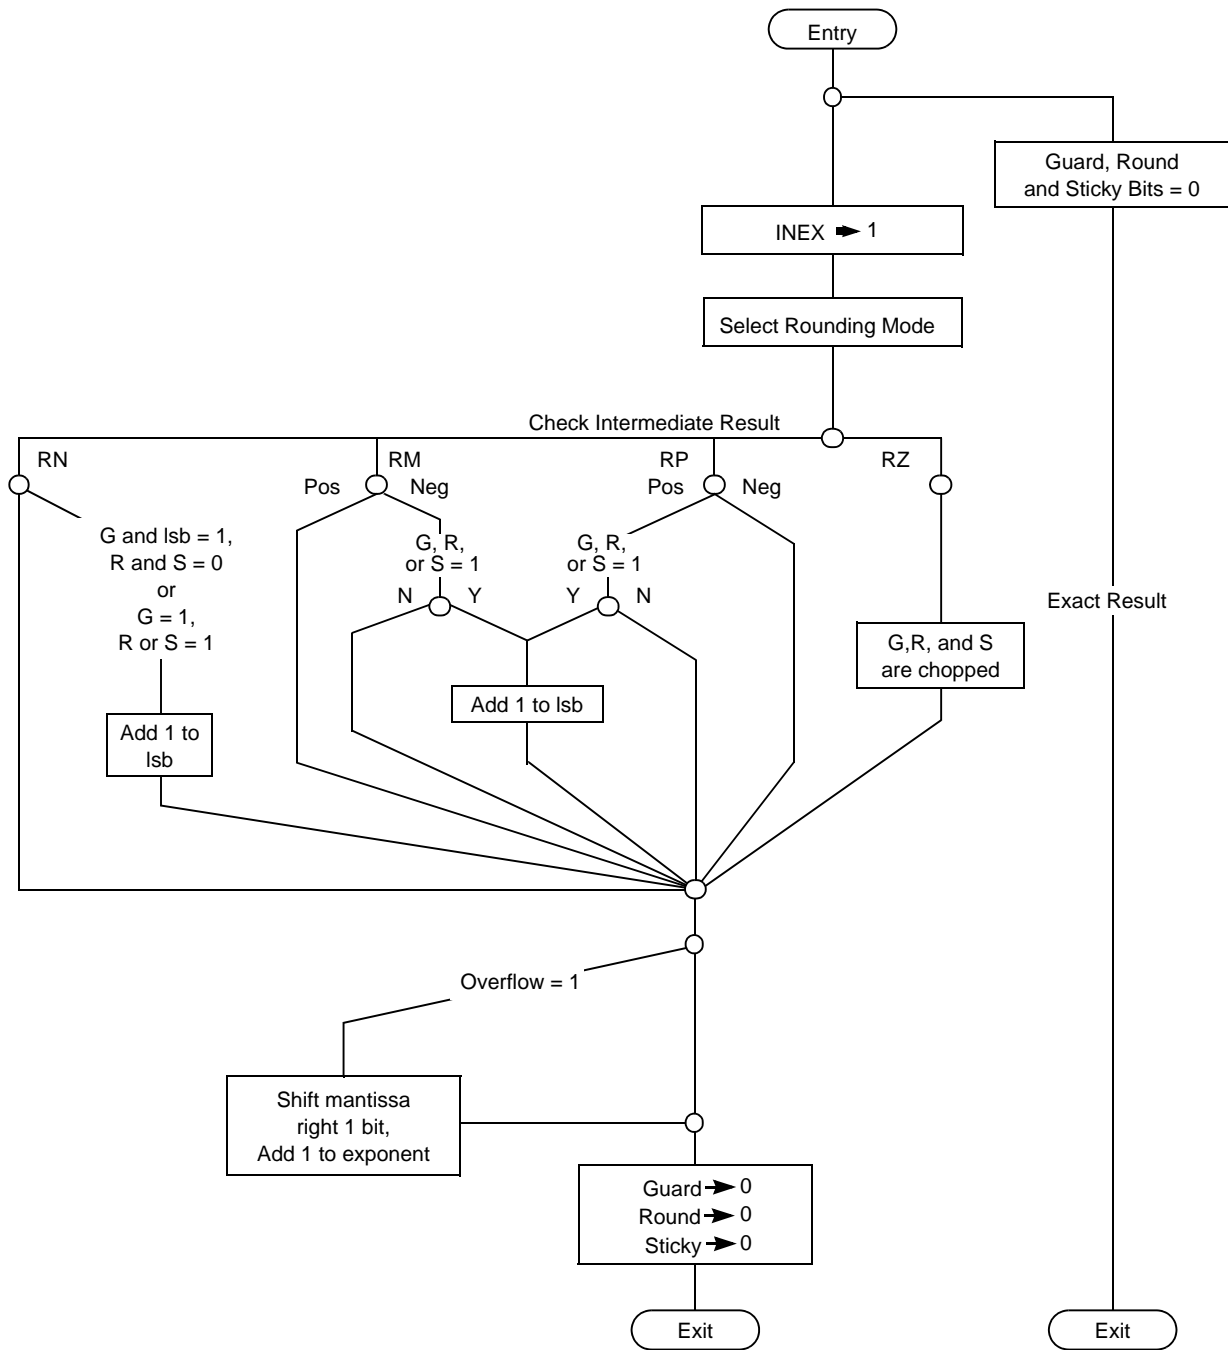 Entry
Guard, Round
and Sticky Bits = 0
INEX 1
Select Rounding Mode
Check Intermediate Result
RN
RM
RP
RZ
Pos
Neg
Pos
Neg
G and lsb = 1,
R and S = 0
or
G = 1,
R or S = 1
G, R,
or S = 1
G, R,
or S = 1
N
Y
Y
N
Exact Result
G,R, and S
are chopped
Add 1 to lsb
Add 1 to
lsb
Overflow = 1
Shift mantissa
right 1 bit,
Add 1 to exponent
Guard 0
Round 0
Sticky 0
Exit
Exit